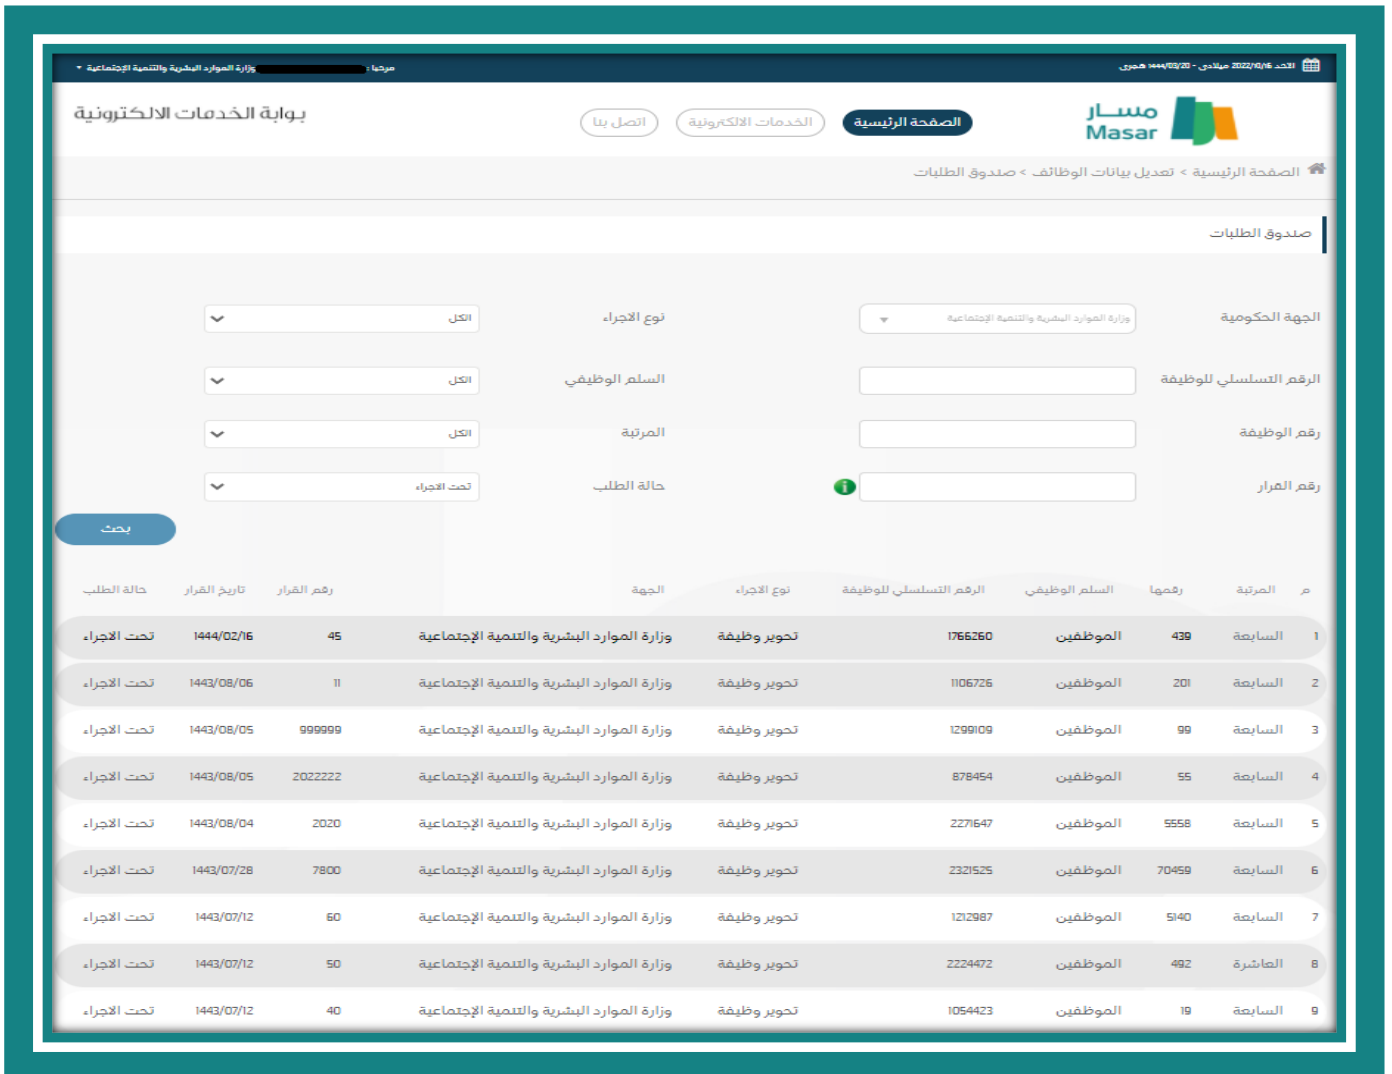 الاحد 2022/10/16 ميلادى - 1444/03/20 هجرى
مرحبا : وزارة الموارد البشرية والتنمية الإجتماعية
مسار
Masar
الصفحة الرئيسية
الخدمات الالكترونية
اتصل بنا
بوابة الخدمات الالكترونية
الصفحة الرئيسية > تعديل بيانات الوظائف > صندوق الطلبات
صندوق الطلبات
الجهة الحكومية وزارة الموارد البشرية والتنمية الإجتماعية نوع الاجراء الكل
الرقم التسلسلي للوظيفة السلم الوظيفي الكل
رقم الوظيفة المرتبة الكل
رقم القرار حالة الطلب تحت الاجراء
بحث
م المرتبة رقمها السلم الوظيفي الرقم التسلسلي للوظيفة نوع الاجراء الجهة رقم القرار تاريخ القرار حالة الطلب
1 السابعة 439 الموظفين 1766260 تحوير وظيفة وزارة الموارد البشرية والتنمية الإجتماعية 45 1444/02/16 تحت الاجراء
2 السابعة 201 الموظفين 1106726 تحوير وظيفة وزارة الموارد البشرية والتنمية الإجتماعية 11 1443/08/06 تحت الاجراء
3 السابعة 99 الموظفين 1299109 تحوير وظيفة وزارة الموارد البشرية والتنمية الإجتماعية 999999 1443/08/05 تحت الاجراء
4 السابعة 55 الموظفين 878454 تحوير وظيفة وزارة الموارد البشرية والتنمية الإجتماعية 2022222 1443/08/05 تحت الاجراء
5 السابعة 5558 الموظفين 2271647 تحوير وظيفة وزارة الموارد البشرية والتنمية الإجتماعية 2020 1443/08/04 تحت الاجراء
6 السابعة 70459 الموظفين 2321525 تحوير وظيفة وزارة الموارد البشرية والتنمية الإجتماعية 7800 1443/07/28 تحت الاجراء
7 السابعة 5140 الموظفين 1212987 تحوير وظيفة وزارة الموارد البشرية والتنمية الإجتماعية 60 1443/07/12 تحت الاجراء
8 العاشرة 492 الموظفين 2224472 تحوير وظيفة وزارة الموارد البشرية والتنمية الإجتماعية 50 1443/07/12 تحت الاجراء
9 السابعة 19 الموظفين 1054423 تحوير وظيفة وزارة الموارد البشرية والتنمية الإجتماعية 40 1443/07/12 تحت الاجراء